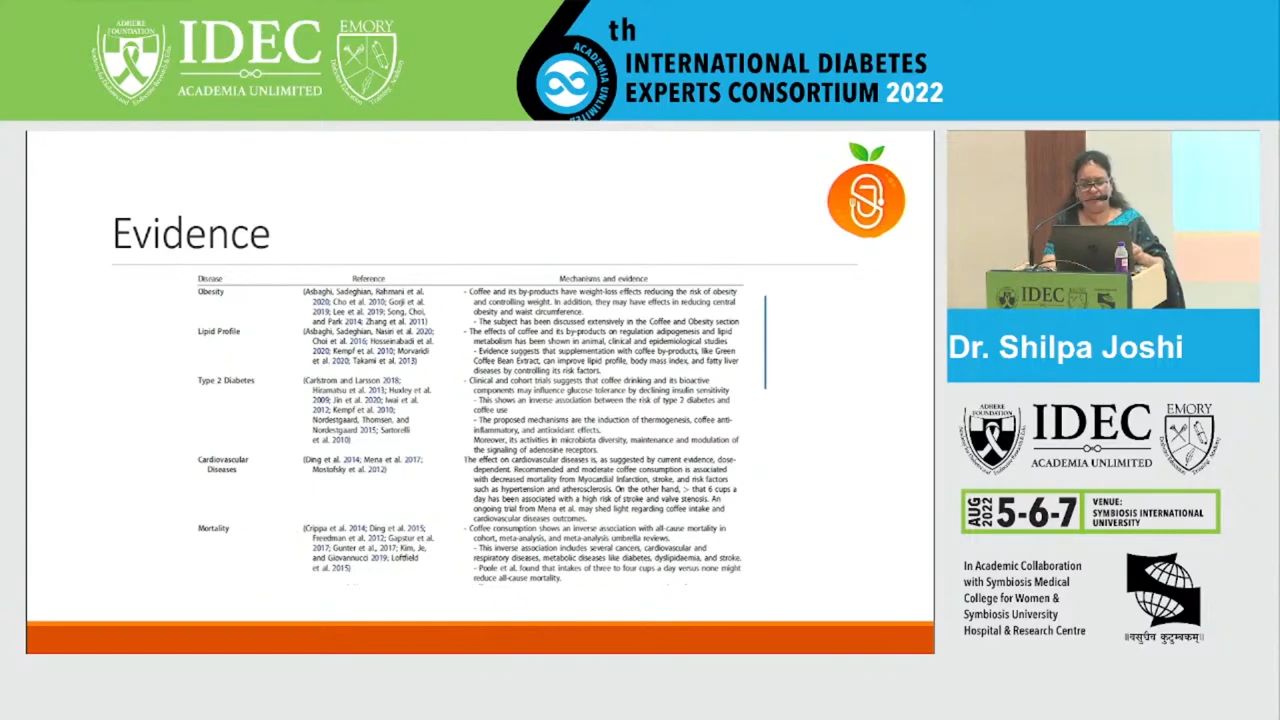 ADHERE
FOUNDATION
IDEC
ACADEMIA UNLIMITED
EMORY
6th
ACADEMIA UNLIMITED
INTERNATIONAL DIABETES
EXPERTS CONSORTIUM 2022
Evidence
Disease Reference Mechanisms and evidence
Obesity (Asbaghi, Sadeghian, Rahmani et al. - Coffee and its by-products have weight-loss effects reducing the risk of obesity
2020; Cho et al. 2010; Gorji et al. and controlling weight. In addition, they may have effects in reducing central
2019; Lee et al. 2019; Song, Choi, obesity and waist circumference.
and Park 2014; Zhang et al. 2011) - The subject has been discussed extensively in the Coffee and Obesity section
Lipid Profile (Asbaghi, Sadeghian, Nasiri et al. 2020; - The effects of coffee and its by-products on regulation adipogenesis and lipid
Choi et al. 2016; Hosseinabadi et al. metabolism has been shown in animal, clinical and epidemiological studies
2020; Kempf et al. 2010; Morvaridi - Evidence suggests that supplementation with coffee by-products, like Green
et al. 2020; Takami et al. 2013) Coffee Bean Extract, can improve lipid profile, body mass index, and fatty liver
diseases by controlling its risk factors.
Type 2 Diabetes (Carlstrom and Larsson 2018; - Clinical and cohort trials suggests that coffee drinking and its bioactive
Hiramatsu et al. 2013; Huxley et al. components may influence glucose tolerance by declining insulin sensitivity
2009; Jin et al. 2020; Iwai et al. - This shows an inverse association between the risk of type 2 diabetes and
2012; Kempf et al. 2010; coffee use
Nordestgaard, Thomsen, and - The proposed mechanisms are the induction of thermogenesis, coffee anti-
Nordestgaard 2015; Sartorelli inflammatory, and antioxidant effects.
et al. 2010) Moreover, its activities in microbiota diversity, maintenance and modulation of
the signaling of adenosine receptors.
Cardiovascular (Ding et al. 2014; Mena et al. 2017; The effect on cardiovascular diseases is, as suggested by current evidence, dose-
Diseases Mostofsky et al. 2012) dependent. Recommended and moderate coffee consumption is associated
with decreased mortality from Myocardial Infarction, stroke, and risk factors
such as hypertension and atherosclerosis. On the other hand, > that 6 cups a
day has been associated with a high risk of stroke and valve stenosis. An
ongoing trial from Mena et al. may shed light regarding coffee intake and
cardiovascular diseases outcomes.
Mortality (Crippa et al. 2014; Ding et al. 2015; - Coffee consumption shows an inverse association with all-cause mortality in
Freedman et al. 2012; Gapstur et al. cohort, meta-analysis, and meta-analysis umbrella reviews.
2017; Gunter et al., 2017; Kim, Je, - This inverse association includes several cancers, cardiovascular and
and Giovannucci 2019; Loftfield respiratory diseases, metabolic diseases like diabetes, dyslipidaemia, and stroke.
et al. 2015) - Poole et al. found that intakes of three to four cups a day versus none might
reduce all-cause mortality.
IDEC
Dr. Shilpa Joshi
ADHERE
FOUNDATION
IDEC
ACADEMIA UNLIMITED
EMORY
AUG 2022 5-6-7 VENUE:
SYMBIOSIS INTERNATIONAL
UNIVERSITY
In Academic Collaboration
with Symbiosis Medical
College for Women &
Symbiosis University
Hospital & Research Centre
॥वसुधैव कुटुम्बकम्॥